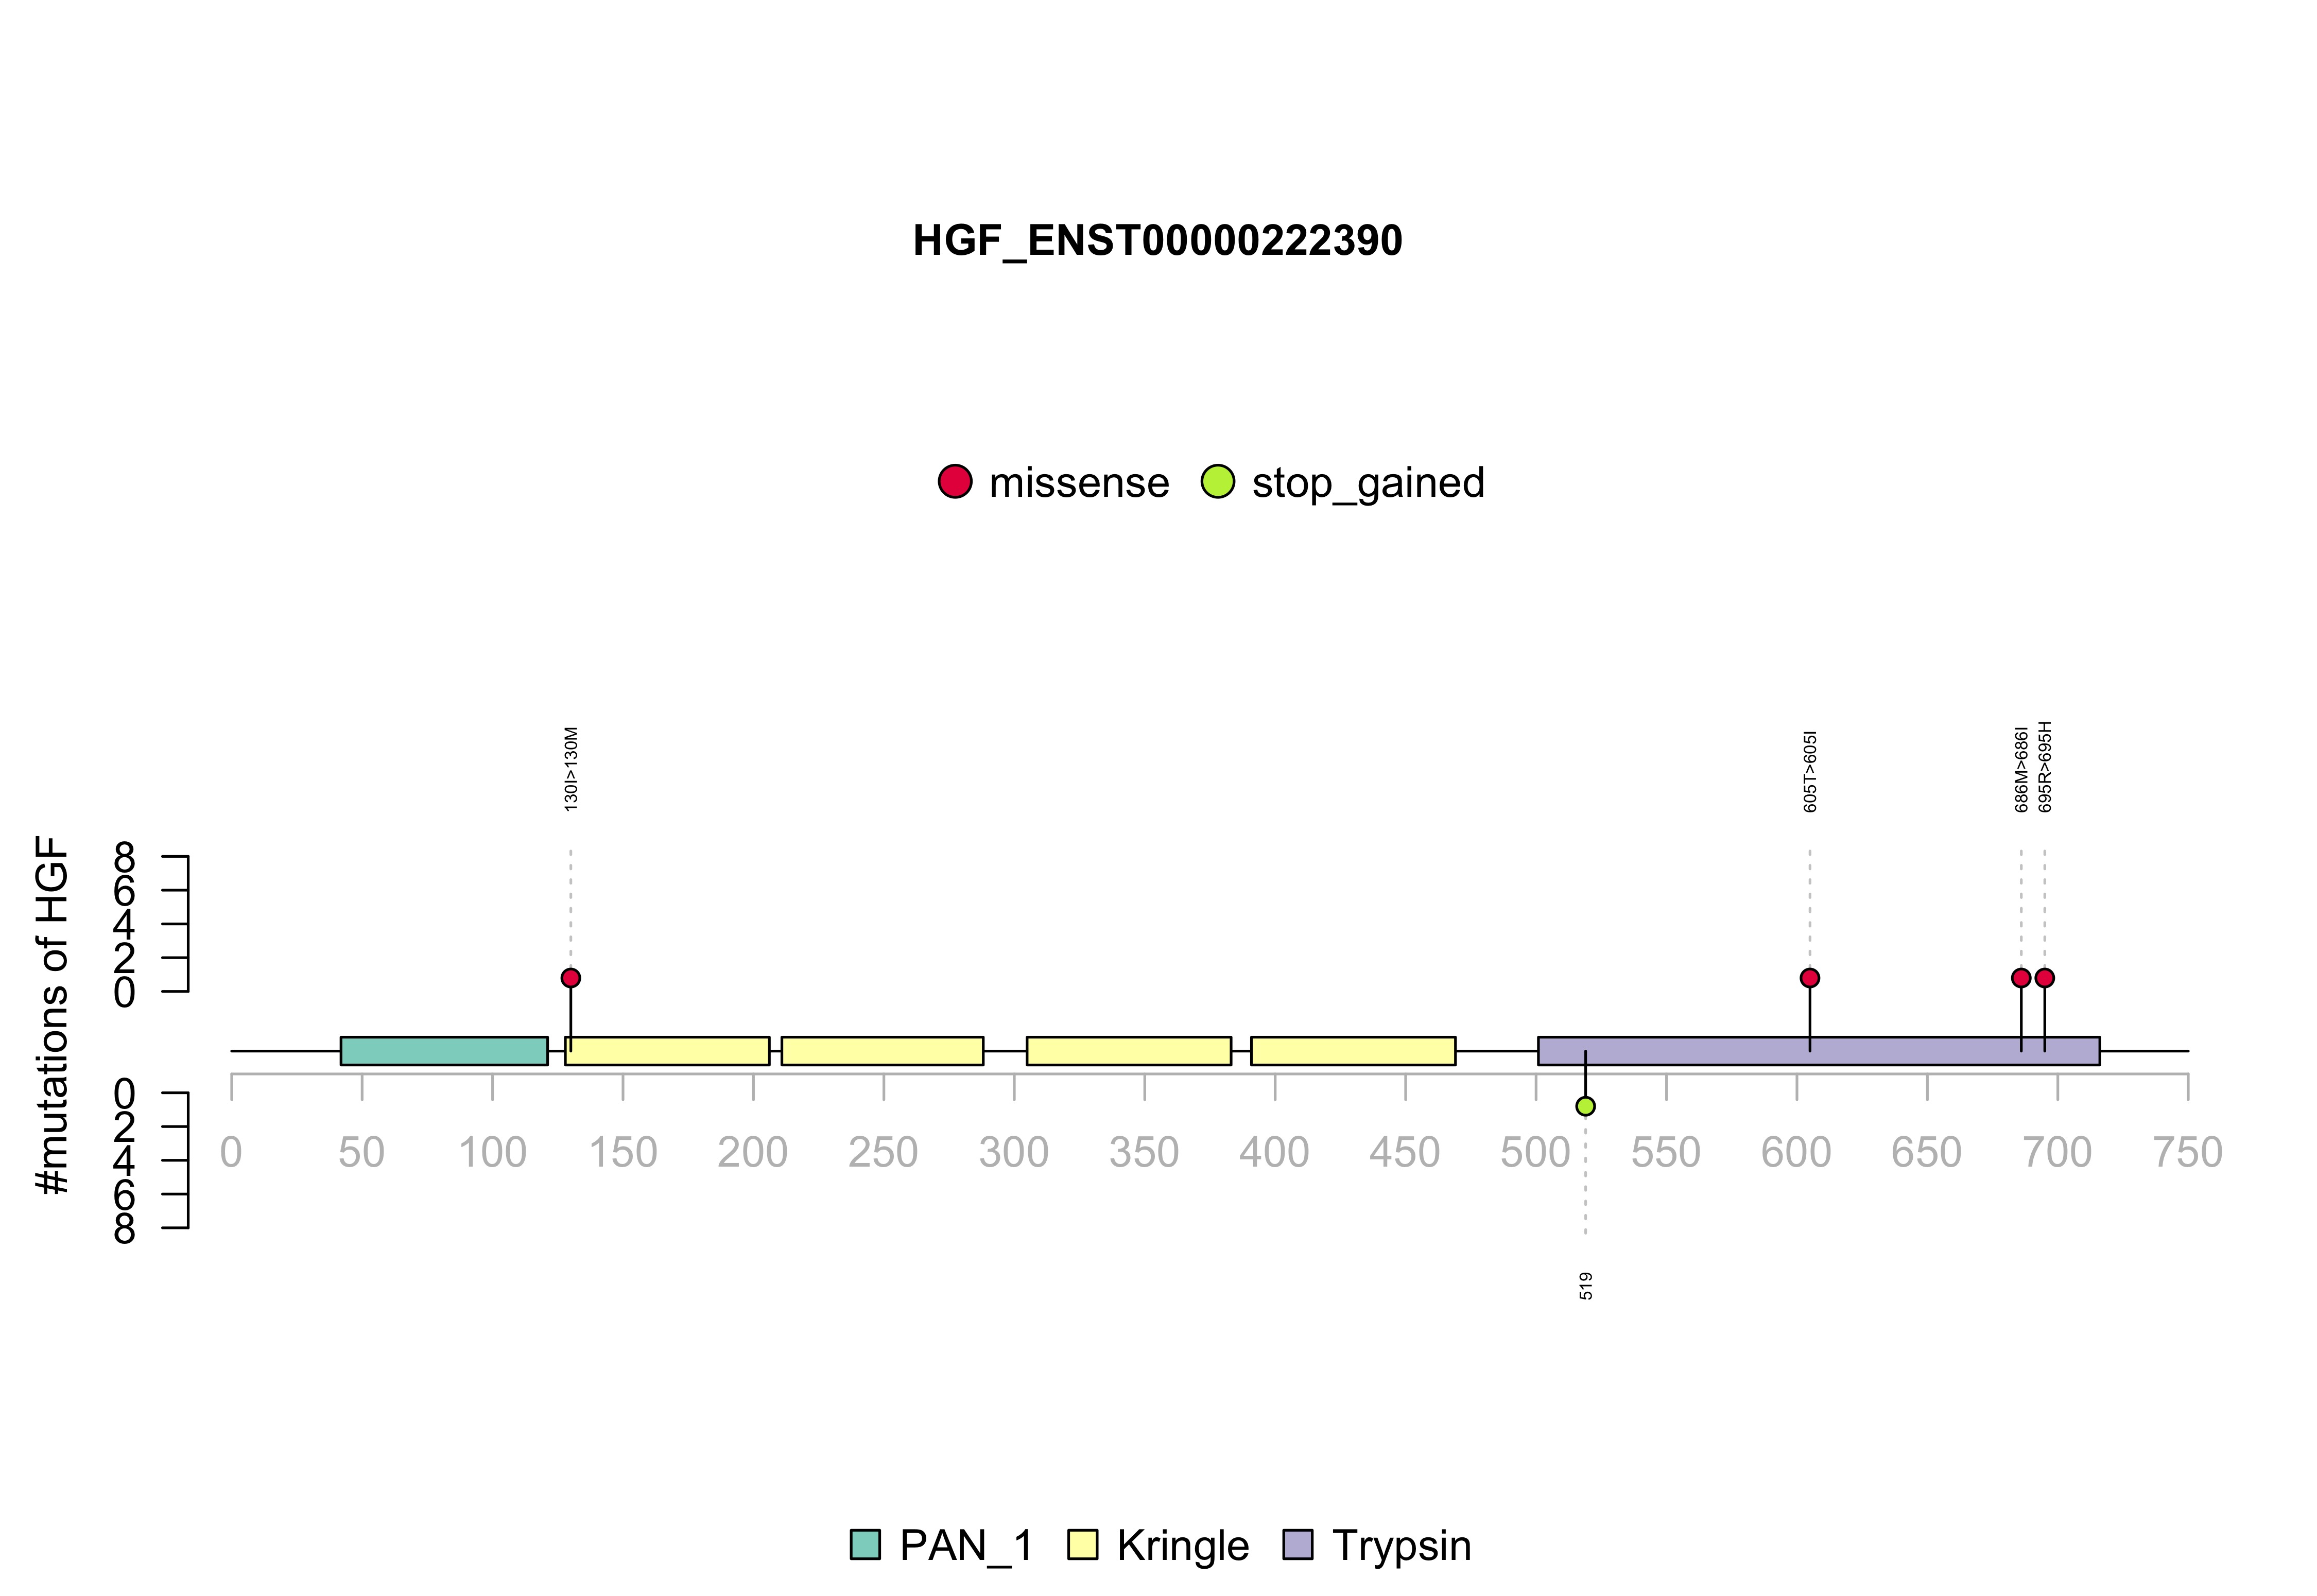 HGF_ENST00000222390
missense stop_gained
130I>130M 605T>605I 686M>686I 695R>695H
#mutations of HGF
8
6
4
2
0
0
2
4
6
8
0 50 100 150 200 250 300 350 400 450 500 550 600 650 700 750
519
PAN_1 Kringle Trypsin